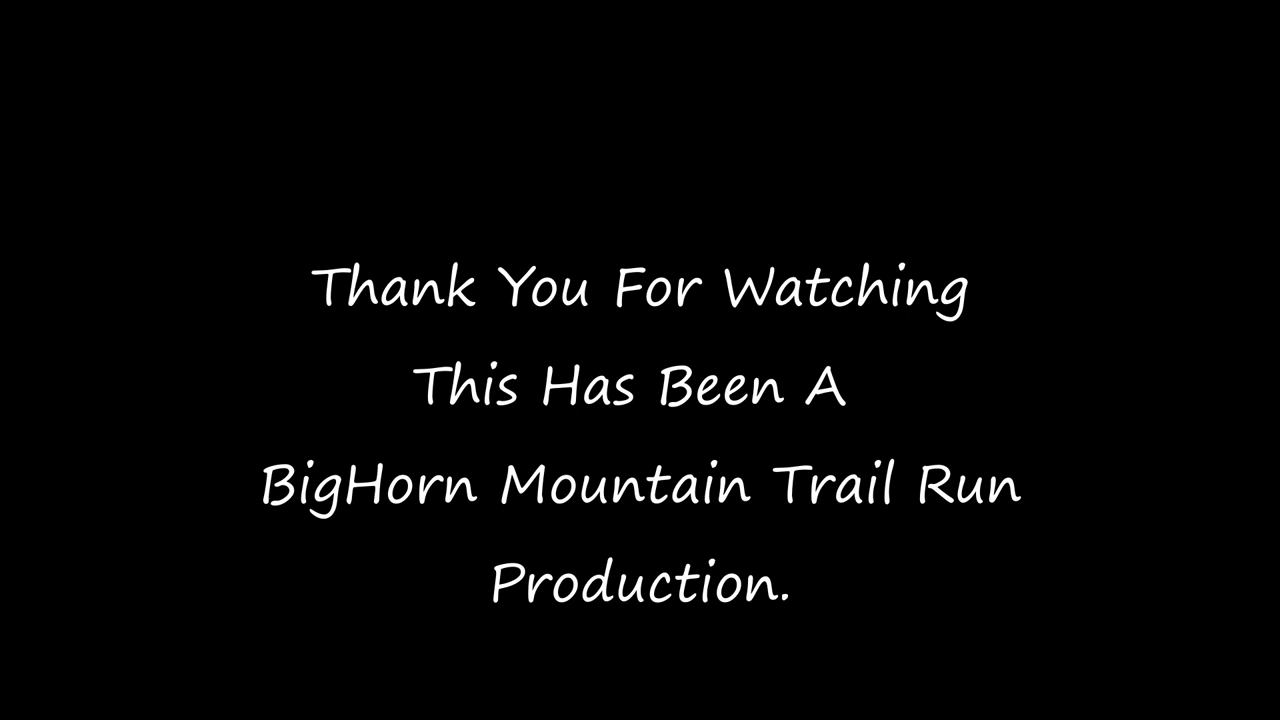 Thank You For Watching
This Has Been A
BigHorn Mountain Trail Run
Production.